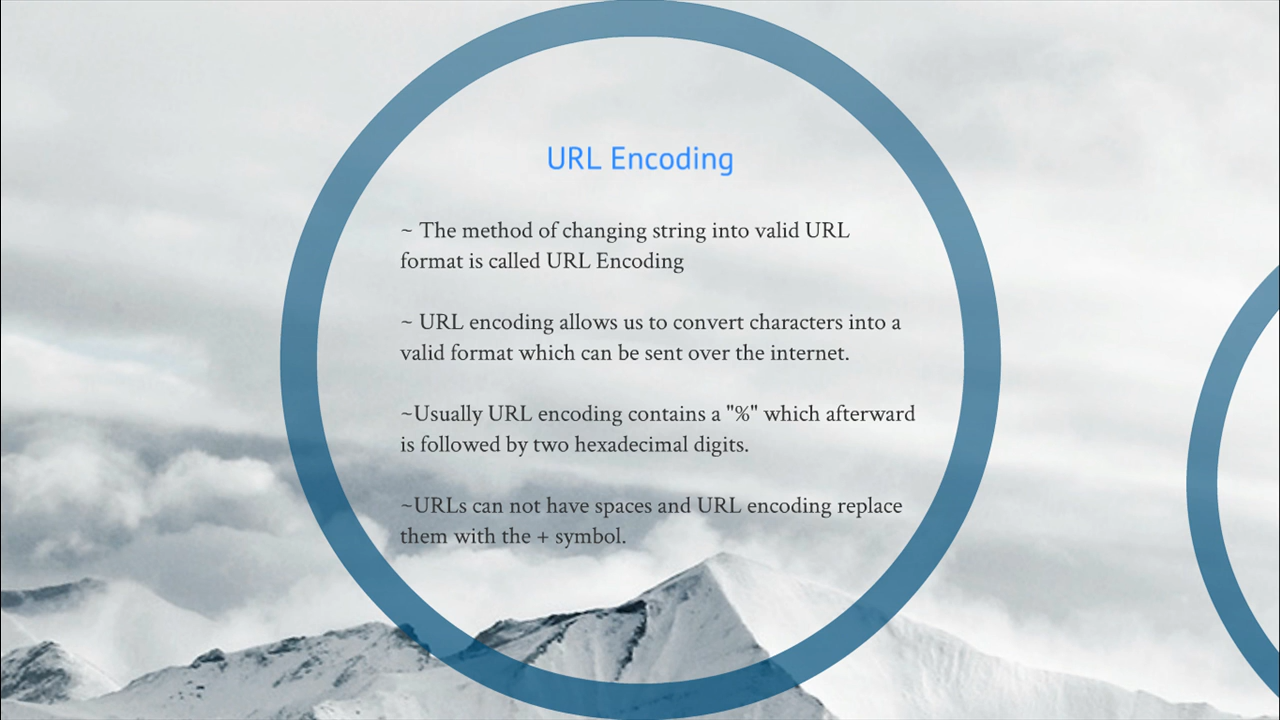 URL Encoding
~ The method of changing string into valid URL
format is called URL Encoding
~ URL encoding allows us to convert characters into a
valid format which can be sent over the internet.
~Usually URL encoding contains a "%" which afterward
is followed by two hexadecimal digits.
~URLs can not have spaces and URL encoding replace
them with the + symbol.